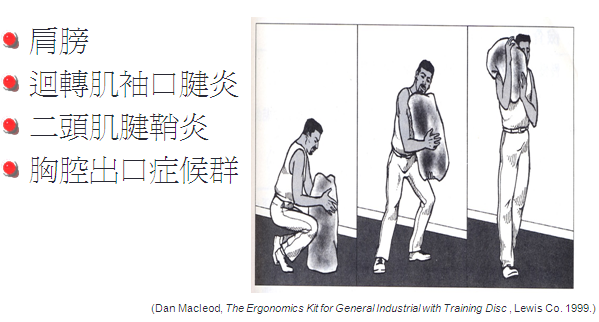 肩膀
迴轉肌袖口腱炎
二頭肌腱鞘炎
胸腔出口症候群
(Dan Macleod, The Ergonomics Kit for General Industrial with Training Disc , Lewis Co. 1999.)